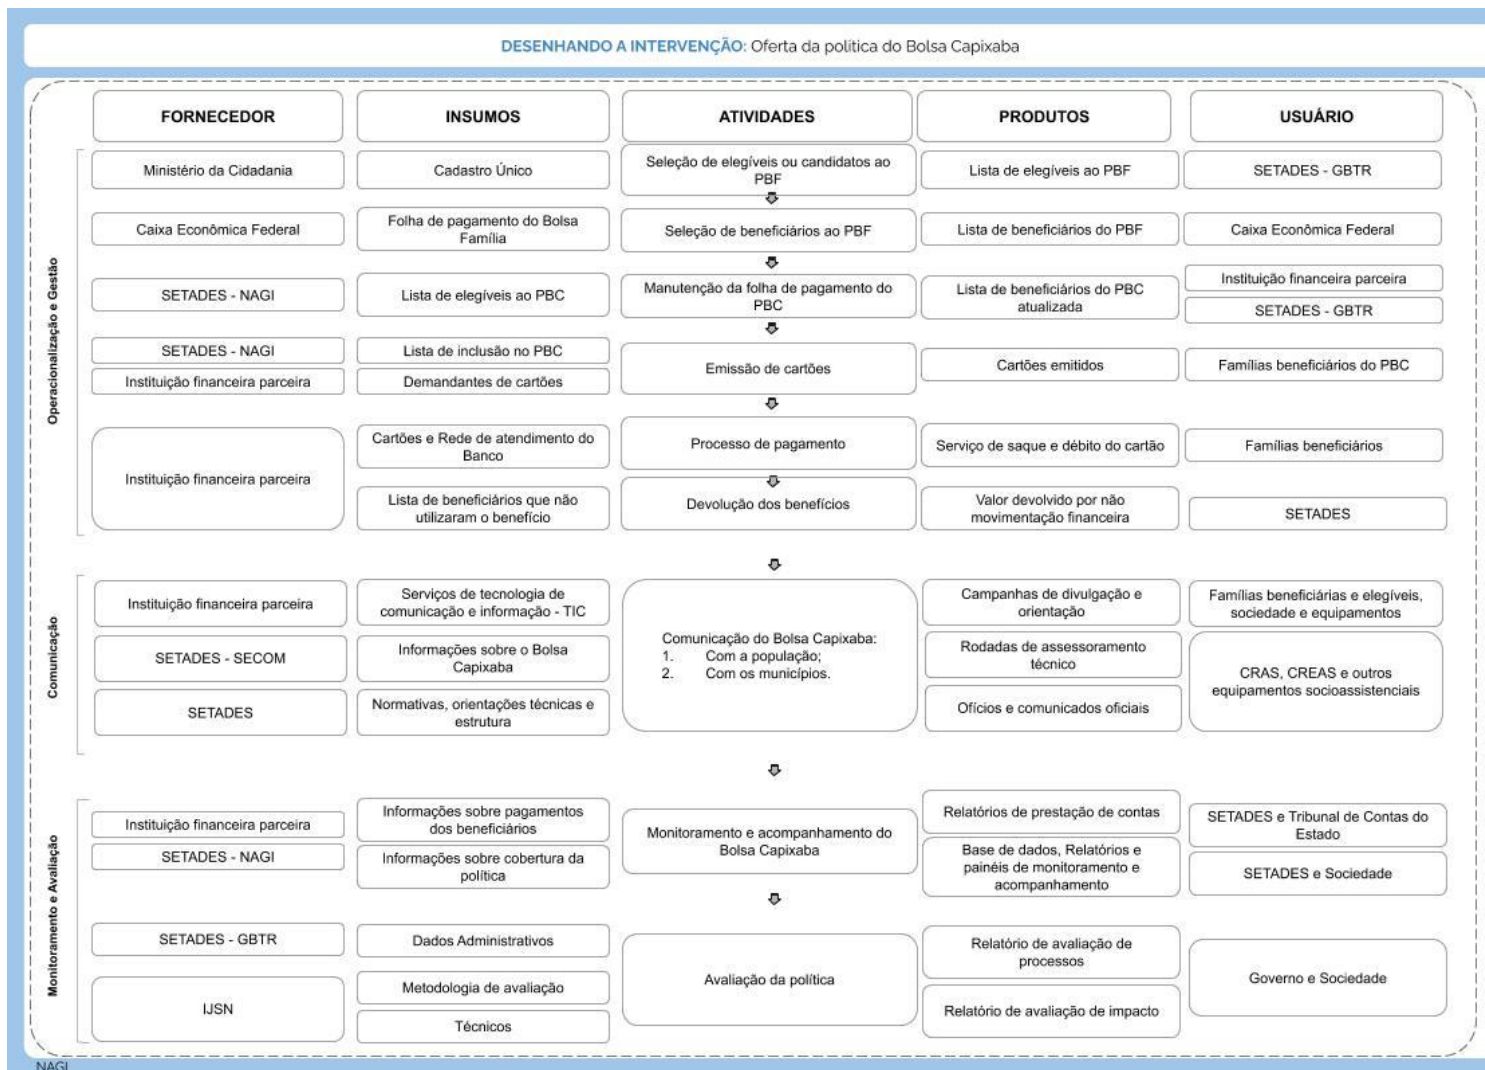 DESENHANDO A INTERVENÇÃO: Oferta da política do Bolsa Capixaba
FORNECEDOR
INSUMOS
ATIVIDADES
PRODUTOS
USUÁRIO
Operacionalização e Gestão
Ministério da Cidadania
Cadastro Único
Seleção de elegíveis ou candidatos ao
PBF
Lista de elegíveis ao PBF
SETADES - GBTR
Caixa Econômica Federal
Folha de pagamento do Bolsa
Família
Seleção de beneficiários ao PBF
Lista de beneficiários do PBF
Caixa Econômica Federal
SETADES - NAGI
Lista de elegíveis ao PBC
Manutenção da folha de pagamento do
PBC
Lista de beneficiários do PBC
atualizada
Instituição financeira parceira
SETADES - GBTR
SETADES - NAGI
Lista de inclusão no PBC
Instituição financeira parceira
Demandantes de cartões
Emissão de cartões
Cartões emitidos
Famílias beneficiários do PBC
Instituição financeira parceira
Cartões e Rede de atendimento do
Banco
Processo de pagamento
Serviço de saque e débito do cartão
Famílias beneficiários
Lista de beneficiários que não
utilizaram o benefício
Devolução dos benefícios
Valor devolvido por não
movimentação financeira
SETADES
Comunicação
Instituição financeira parceira
Serviços de tecnologia de
comunicação e informação - TIC
SETADES - SECOM
Informações sobre o Bolsa
Capixaba
SETADES
Normativas, orientações técnicas e
estrutura
Comunicação do Bolsa Capixaba:
1. Com a população;
2. Com os municípios.
Campanhas de divulgação e
orientação
Rodadas de assessoramento
técnico
Ofícios e comunicados oficiais
Famílias beneficiárias e elegíveis,
sociedade e equipamentos
CRAS, CREAS e outros
equipamentos socioassistenciais
Monitoramento e Avaliação
Instituição financeira parceira
Informações sobre pagamentos
dos beneficiários
SETADES - NAGI
Informações sobre cobertura da
política
Monitoramento e acompanhamento do
Bolsa Capixaba
Relatórios de prestação de contas
Base de dados, Relatórios e
painéis de monitoramento e
acompanhamento
SETADES e Tribunal de Contas do
Estado
SETADES e Sociedade
SETADES - GBTR
Dados Administrativos
IJSN
Metodologia de avaliação
Técnicos
Avaliação da política
Relatório de avaliação de
processos
Relatório de avaliação de impacto
Governo e Sociedade
NAGI